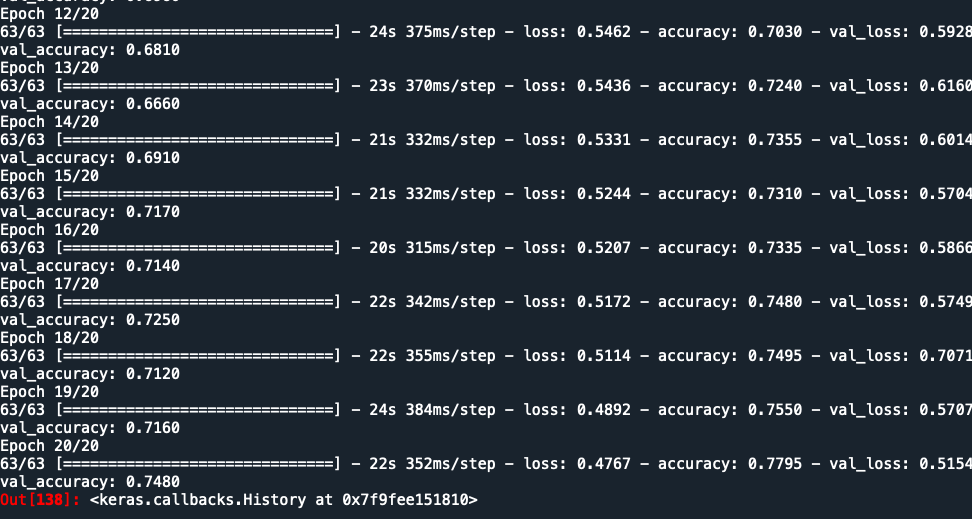 Epoch 12/20
63/63 [==============================] - 24s 375ms/step - loss: 0.5462 - accuracy: 0.7030 - val_loss: 0.5928
val_accuracy: 0.6810
Epoch 13/20
63/63 [==============================] - 23s 370ms/step - loss: 0.5436 - accuracy: 0.7240 - val_loss: 0.6160
val_accuracy: 0.6660
Epoch 14/20
63/63 [==============================] - 21s 332ms/step - loss: 0.5331 - accuracy: 0.7355 - val_loss: 0.6014
val_accuracy: 0.6910
Epoch 15/20
63/63 [==============================] - 21s 332ms/step - loss: 0.5244 - accuracy: 0.7310 - val_loss: 0.5704
val_accuracy: 0.7170
Epoch 16/20
63/63 [==============================] - 20s 315ms/step - loss: 0.5207 - accuracy: 0.7335 - val_loss: 0.5866
val_accuracy: 0.7140
Epoch 17/20
63/63 [==============================] - 22s 342ms/step - loss: 0.5172 - accuracy: 0.7480 - val_loss: 0.5749
val_accuracy: 0.7250
Epoch 18/20
63/63 [==============================] - 22s 355ms/step - loss: 0.5114 - accuracy: 0.7495 - val_loss: 0.7071
val_accuracy: 0.7120
Epoch 19/20
63/63 [==============================] - 24s 384ms/step - loss: 0.4892 - accuracy: 0.7550 - val_loss: 0.5707
val_accuracy: 0.7160
Epoch 20/20
63/63 [==============================] - 22s 352ms/step - loss: 0.4767 - accuracy: 0.7795 - val_loss: 0.5154
val_accuracy: 0.7480
Out[138]: <keras.callbacks.History at 0x7f9fee151810>